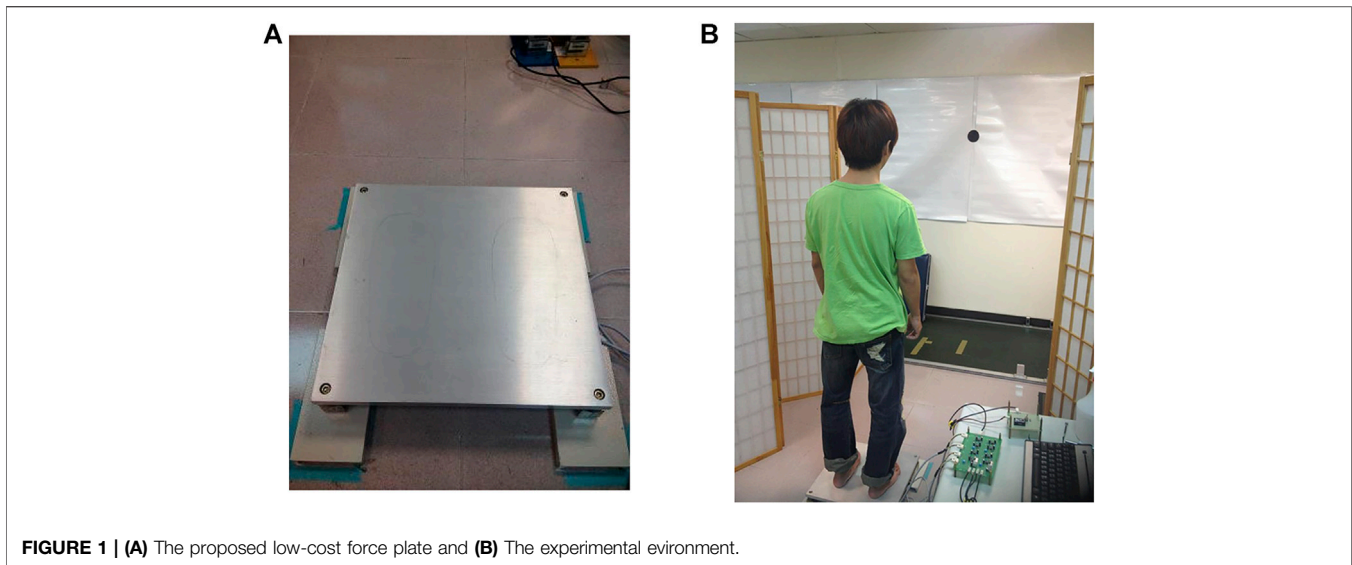 A
B
FIGURE 1 | (A) The proposed low-cost force plate and (B) The experimental evironment.